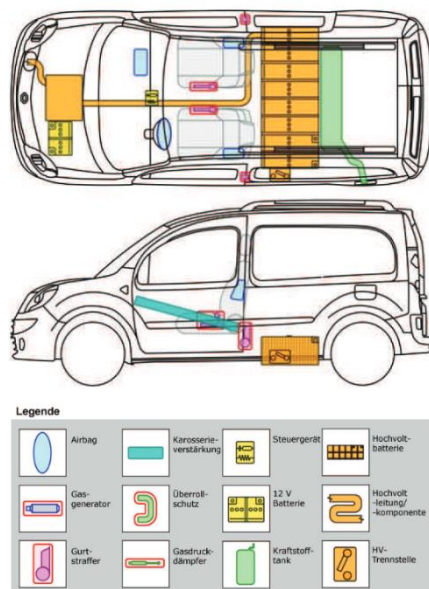 Legende
Airbag
Karosserie-
verstärkung
Steuergerät
Hochvolt-
batterie
Gas-
generator
Überroll-
schutz
12 V
Batterie
Hochvolt
-leitung/
-komponente
Gurt-
straffer
Gasdruck-
dämpfer
Kraftstoff-
tank
HV-
Trennstelle